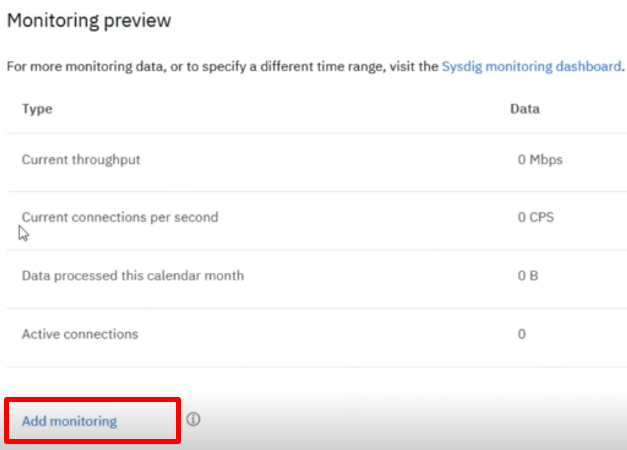 Monitoring preview
For more monitoring data, or to specify a different time range, visit the Sysdig monitoring dashboard.
Type Data
Current throughput 0 Mbps
Current connections per second 0 CPS
Data processed this calendar month 0 B
Active connections 0
Add monitoring